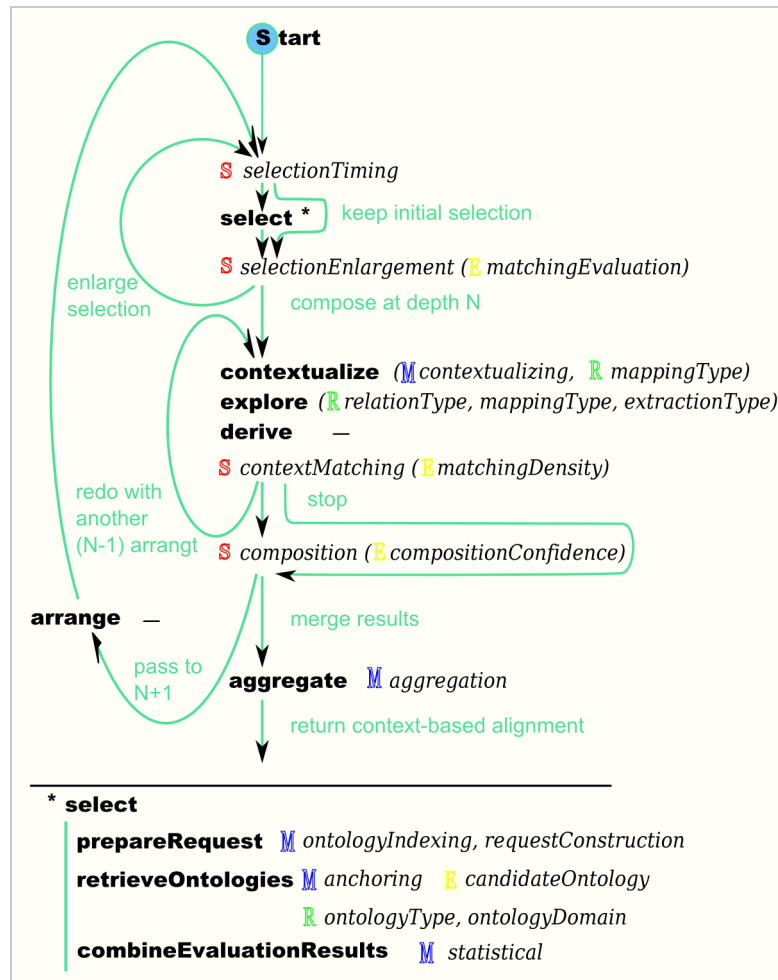 Start
S selectionTiming
select * keep initial selection
S selectionEnlargement (E matchingEvaluation)
enlarge
selection
compose at depth N
contextualize (M contextualizing, R mappingType)
explore (R relationType, mappingType, extractionType)
derive —
S contextMatching (E matchingDensity)
redo with
another
(N-1) arrangt
stop
S composition (E compositionConfidence)
arrange —
merge results
pass to
N+1
aggregate M aggregation
return context-based alignment
* select
prepareRequest M ontologyIndexing, requestConstruction
retrieveOntologies M anchoring E candidateOntology
R ontologyType, ontologyDomain
combineEvaluationResults M statistical